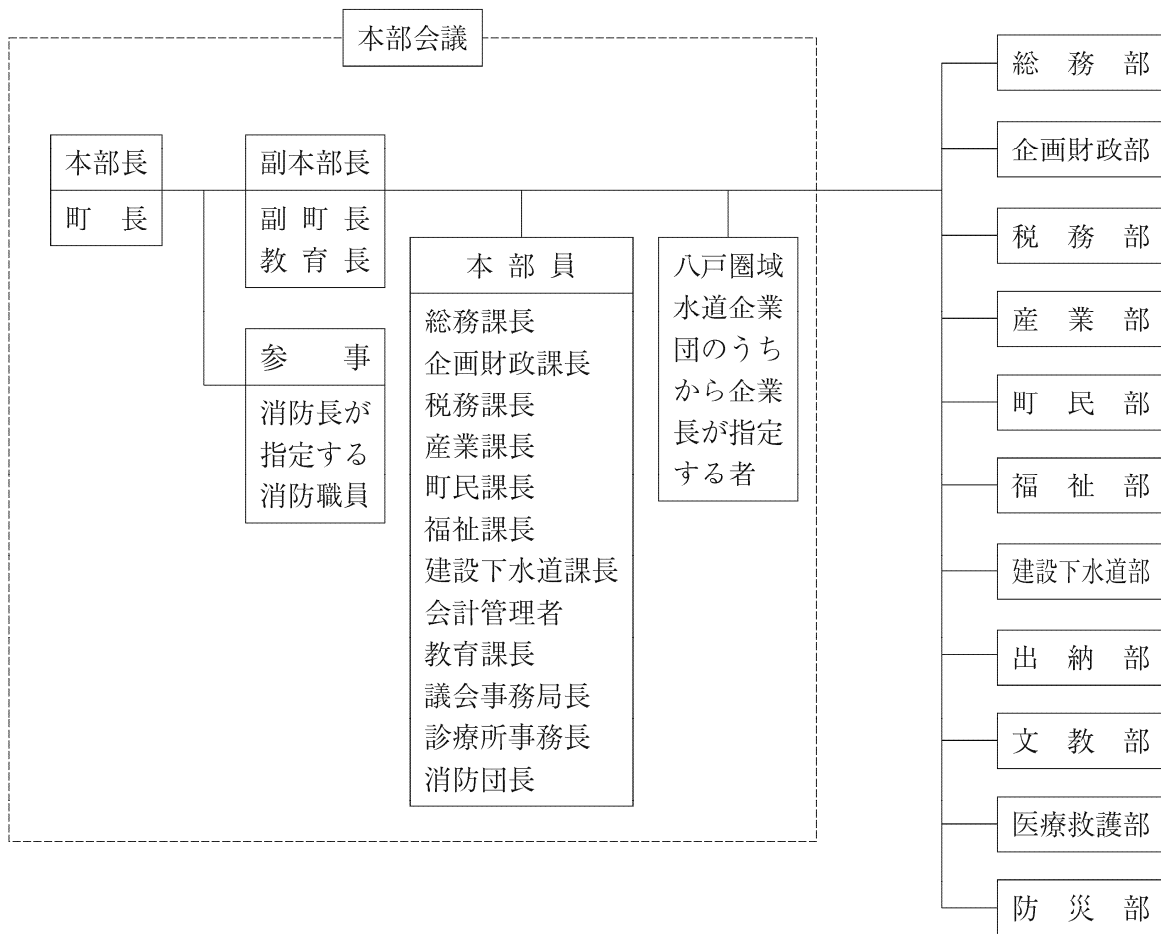 本部会議
本部長
町長
副本部長
副町長
教育長
参事
消防長が
指定する
消防職員
本部員
総務課長
企画財政課長
税務課長
産業課長
町民課長
福祉課長
建設下水道課長
会計管理者
教育課長
議会事務局長
診療所事務長
消防団長
八戸圏域
水道企業
団のうち
から企業
長が指定
する者
総務部
企画財政部
税務部
産業部
町民部
福祉部
建設下水道部
出納部
文教部
医療救護部
防災部